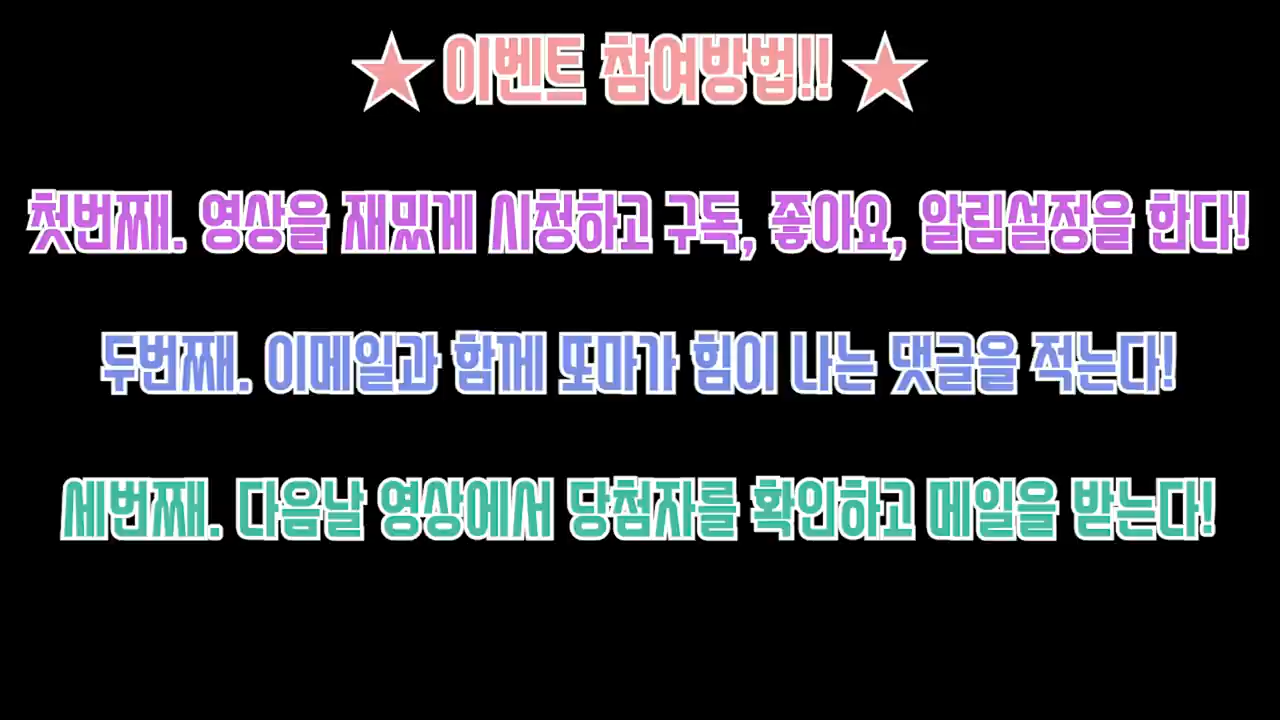 ★ 이벤트 참여방법!! ★
첫번째. 영상을 재밌게 시청하고 구독, 좋아요, 알림설정을 한다!
두번째. 이메일과 함께 또마가 힘이 나는 댓글을 적는다!
세번째. 다음날 영상에서 당첨자를 확인하고 메일을 받는다!